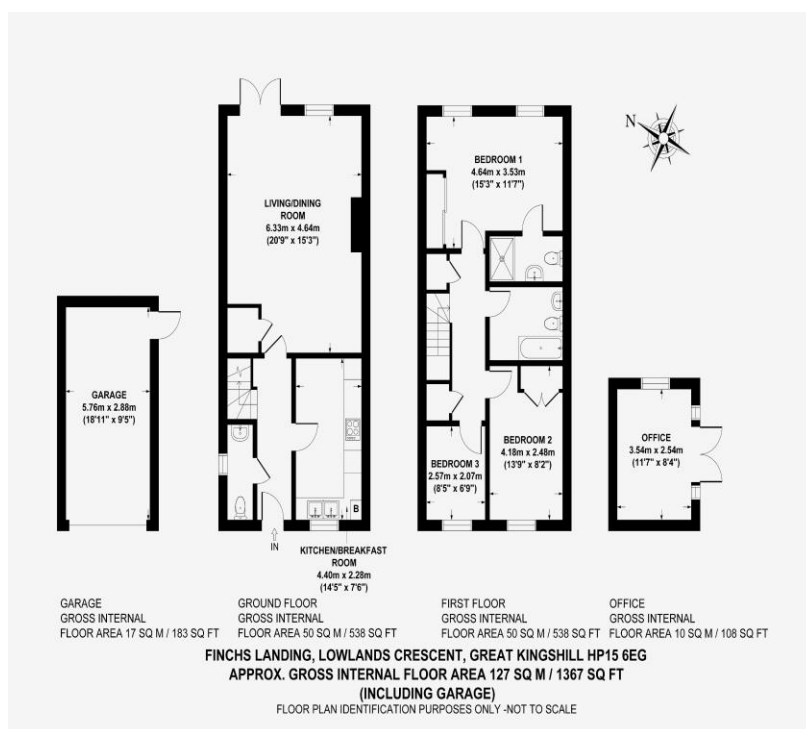 N
BEDROOM 1
4.64m x 3.53m
(15'3" x 11'7")
LIVING/DINING
ROOM
6.33m x 4.64m
(20'9" x 15'3")
GARAGE
5.76m x 2.88m
(18'11" x 9'5")
OFFICE
3.54m x 2.54m
(11'7" x 8'4")
BEDROOM 2
4.18m x 2.48m
(13'9" x 8'2")
BEDROOM 3
2.57m x 2.07m
(8'5" x 6'9")
B
IN
KITCHEN/BREAKFAST
ROOM
4.40m x 2.28m
(14'5" x 7'6")
GARAGE
GROSS INTERNAL
FLOOR AREA 17 SQ M / 183 SQ FT
GROUND FLOOR
GROSS INTERNAL
FLOOR AREA 50 SQ M / 538 SQ FT
FIRST FLOOR
GROSS INTERNAL
FLOOR AREA 50 SQ M / 538 SQ FT
OFFICE
GROSS INTERNAL
FLOOR AREA 10 SQ M / 108 SQ FT
FINCHS LANDING, LOWLANDS CRESCENT, GREAT KINGSHILL HP15 6EG
APPROX. GROSS INTERNAL FLOOR AREA 127 SQ M / 1367 SQ FT
(INCLUDING GARAGE)
FLOOR PLAN IDENTIFICATION PURPOSES ONLY -NOT TO SCALE